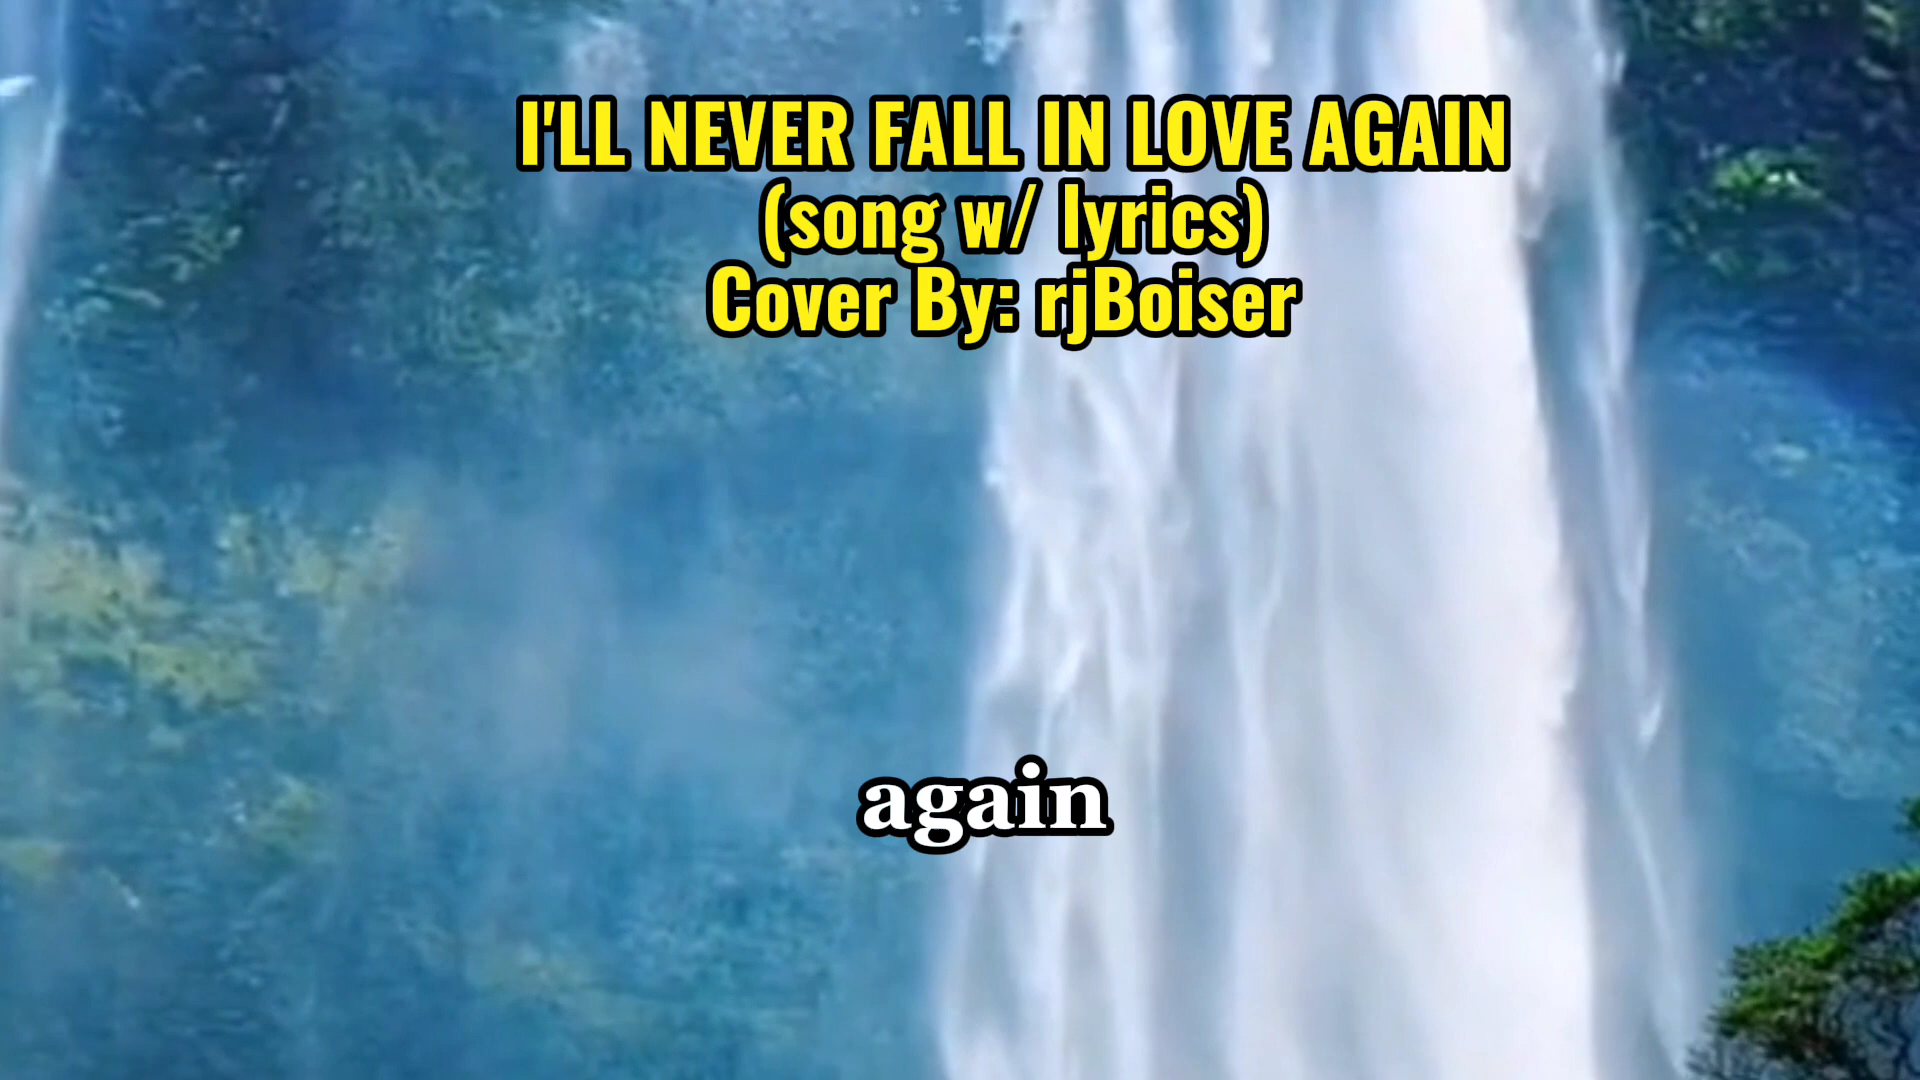 I'LL NEVER FALL IN LOVE AGAIN
(song w/ lyrics)
Cover By: rjBoiser
again